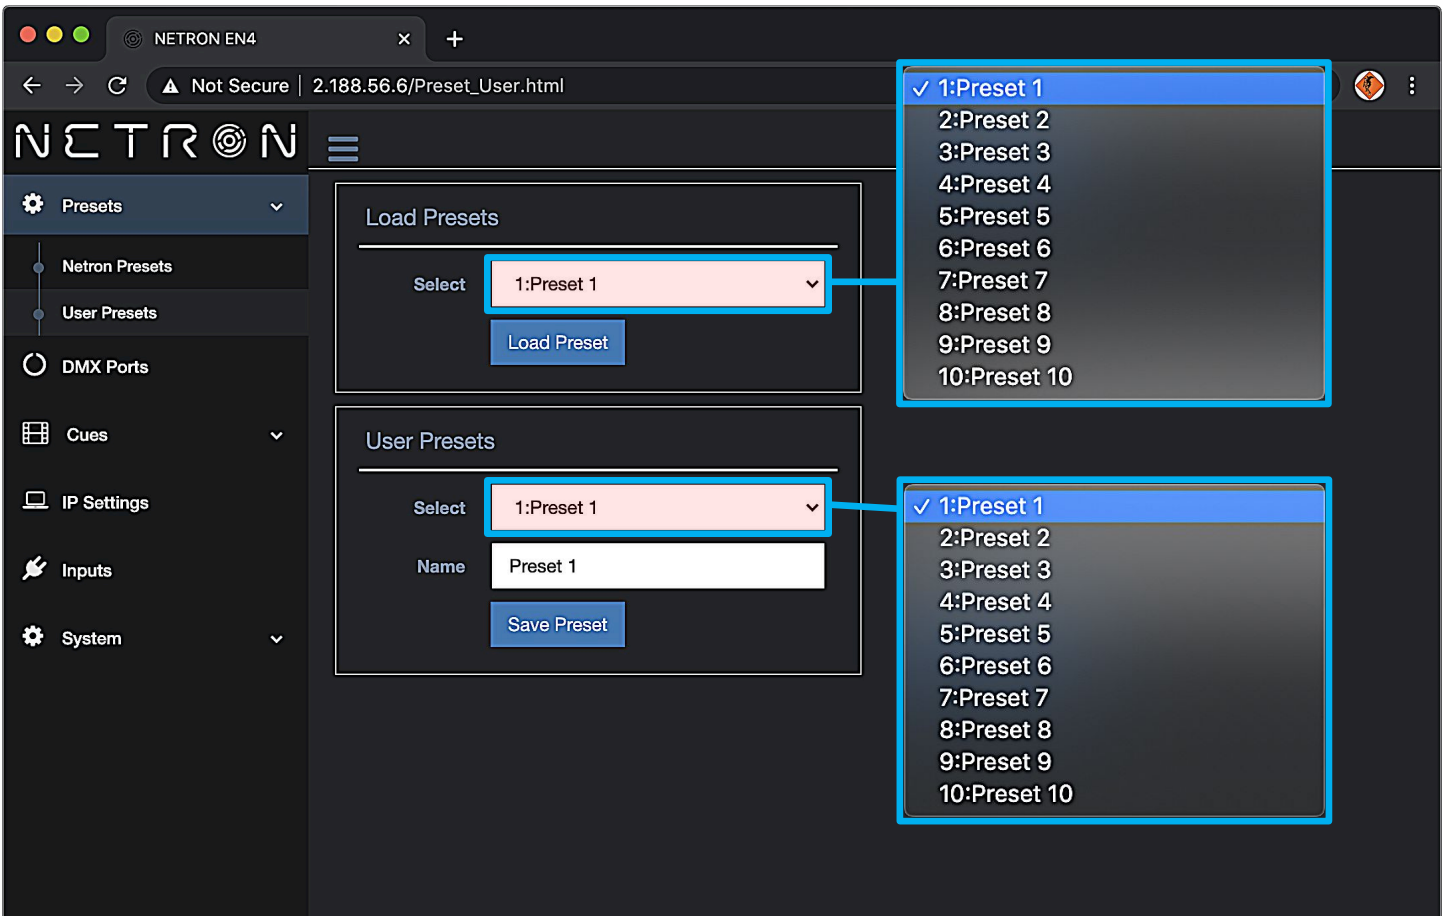 NETRON EN4
Not Secure | 2.188.56.6/Preset_User.html
NETRON
Presets
Netron Presets
User Presets
DMX Ports
Cues
IP Settings
Inputs
System
Load Presets
Select 1:Preset 1
Load Preset
User Presets
Select 1:Preset 1
Name Preset 1
Save Preset
✓ 1:Preset 1
2:Preset 2
3:Preset 3
4:Preset 4
5:Preset 5
6:Preset 6
7:Preset 7
8:Preset 8
9:Preset 9
10:Preset 10
✓ 1:Preset 1
2:Preset 2
3:Preset 3
4:Preset 4
5:Preset 5
6:Preset 6
7:Preset 7
8:Preset 8
9:Preset 9
10:Preset 10